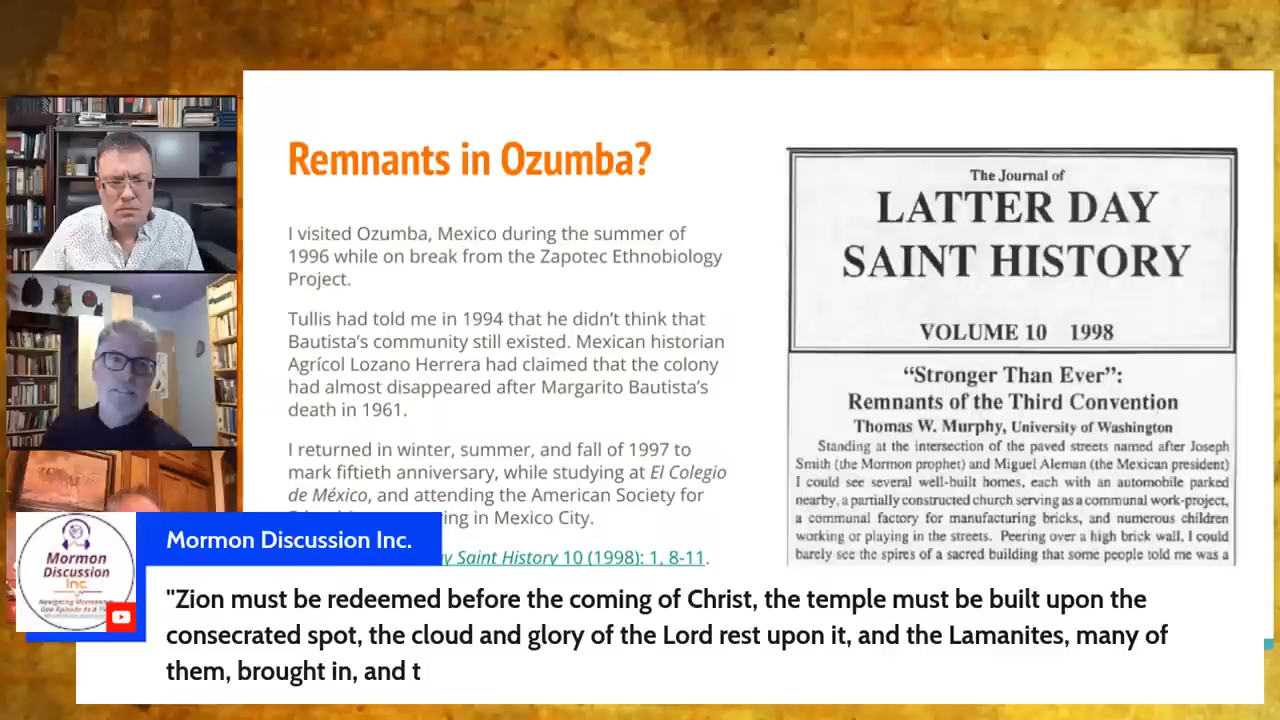 Remnants in Ozumba?
I visited Ozumba, Mexico during the summer of
1996 while on break from the Zapotec Ethnobiology
Project.
Tullis had told me in 1994 that he didn't think that
Bautista's community still existed. Mexican historian
Agrícol Lozano Herrera had claimed that the colony
had almost disappeared after Margarito Bautista's
death in 1961.
I returned in winter, summer, and fall of 1997 to
mark fiftieth anniversary, while studying at El Colegio
de México, and attending the American Society for
ing in Mexico City.
y Saint History 10 (1998): 1, 8-11.
The Journal of
LATTER DAY
SAINT HISTORY
VOLUME 10 1998
“Stronger Than Ever”:
Remnants of the Third Convention
Thomas W. Murphy, University of Washington
Standing at the intersection of the paved streets named after Joseph
Smith (the Mormon prophet) and Miguel Aleman (the Mexican president)
I could see several well-built homes, each with an automobile parked
nearby, a partially constructed church serving as a communal work-project,
a communal factory for manufacturing bricks, and numerous children
working or playing in the streets. Peering over a high brick wall, I could
barely see the spires of a sacred building that some people told me was a
Mormon
Discussion
Inc.
Mormon Discussion Inc.
"Zion must be redeemed before the coming of Christ, the temple must be built upon the
consecrated spot, the cloud and glory of the Lord rest upon it, and the Lamanites, many of
them, brought in, and t